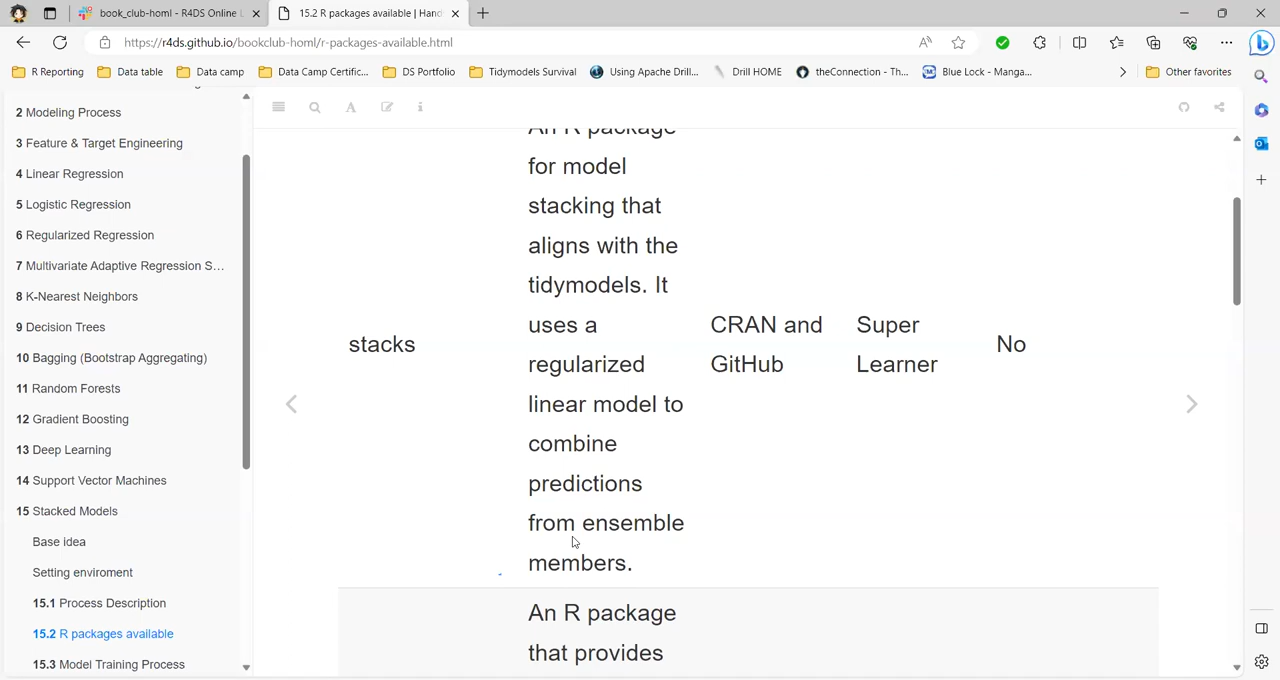 book_club-homl - R4DS Online L
15.2 R packages available | Hand
https://r4ds.github.io/bookclub-homl/r-packages-available.html
R Reporting
Data table
Data camp
Data Camp Certific...
DS Portfolio
Tidymodels Survival
Using Apache Drill...
Drill HOME
theConnection - Th...
Blue Lock - Manga...
Other favorites
2 Modeling Process
3 Feature & Target Engineering
4 Linear Regression
5 Logistic Regression
6 Regularized Regression
7 Multivariate Adaptive Regression S...
8 K-Nearest Neighbors
9 Decision Trees
10 Bagging (Bootstrap Aggregating)
11 Random Forests
12 Gradient Boosting
13 Deep Learning
14 Support Vector Machines
15 Stacked Models
Base idea
Setting enviroment
15.1 Process Description
15.2 R packages available
15.3 Model Training Process
stacks
An R package
for model
stacking that
aligns with the
tidymodels. It
uses a
regularized
linear model to
combine
predictions
from ensemble
members.
CRAN and
GitHub
Super
Learner
No
An R package
that provides